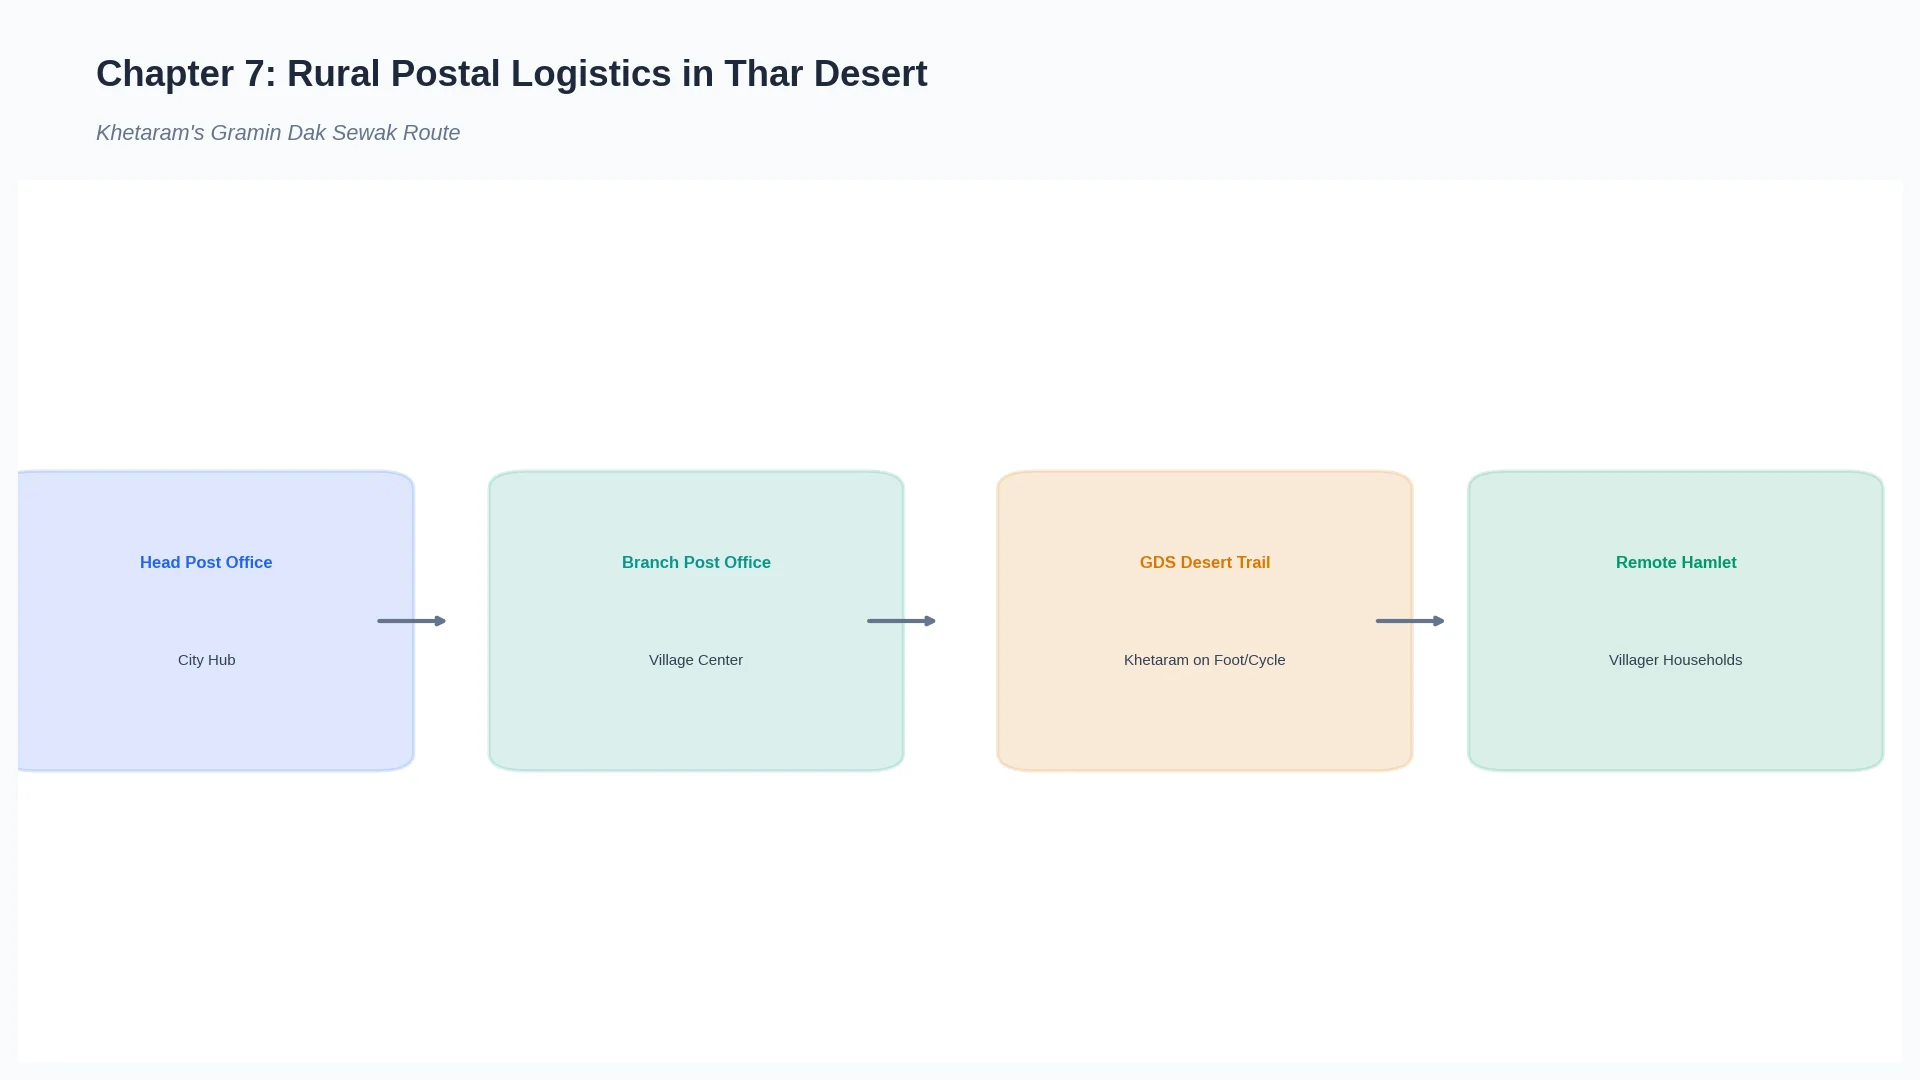 Chapter 7: Rural Postal Logistics in Thar Desert
Khetaram's Gramin Dak Sewak Route
Head Post Office
City Hub
Branch Post Office
Village Center
GDS Desert Trail
Khetaram on Foot/Cycle
Remote Hamlet
Villager Households